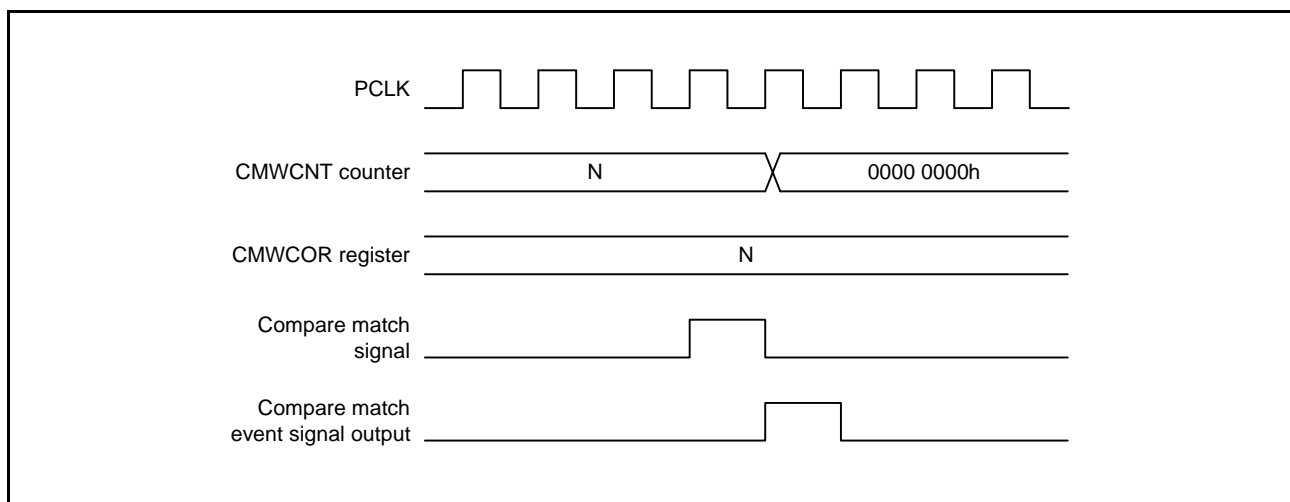 PCLK
CMWCNT counter
N
0000 0000h
CMWCOR register
N
Compare match
signal
Compare match
event signal output